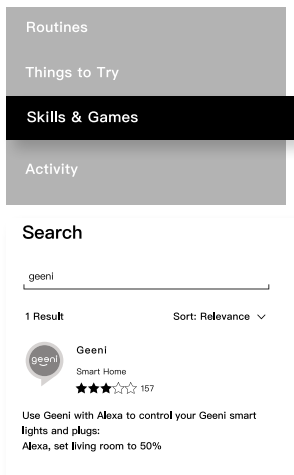 Routines
Things to Try
Skills & Games
Activity
Search
geeni
1 Result Sort: Relevance
geeni
Geeni
Smart Home
157
Use Geeni with Alexa to control your Geeni smart
lights and plugs:
Alexa, set living room to 50%